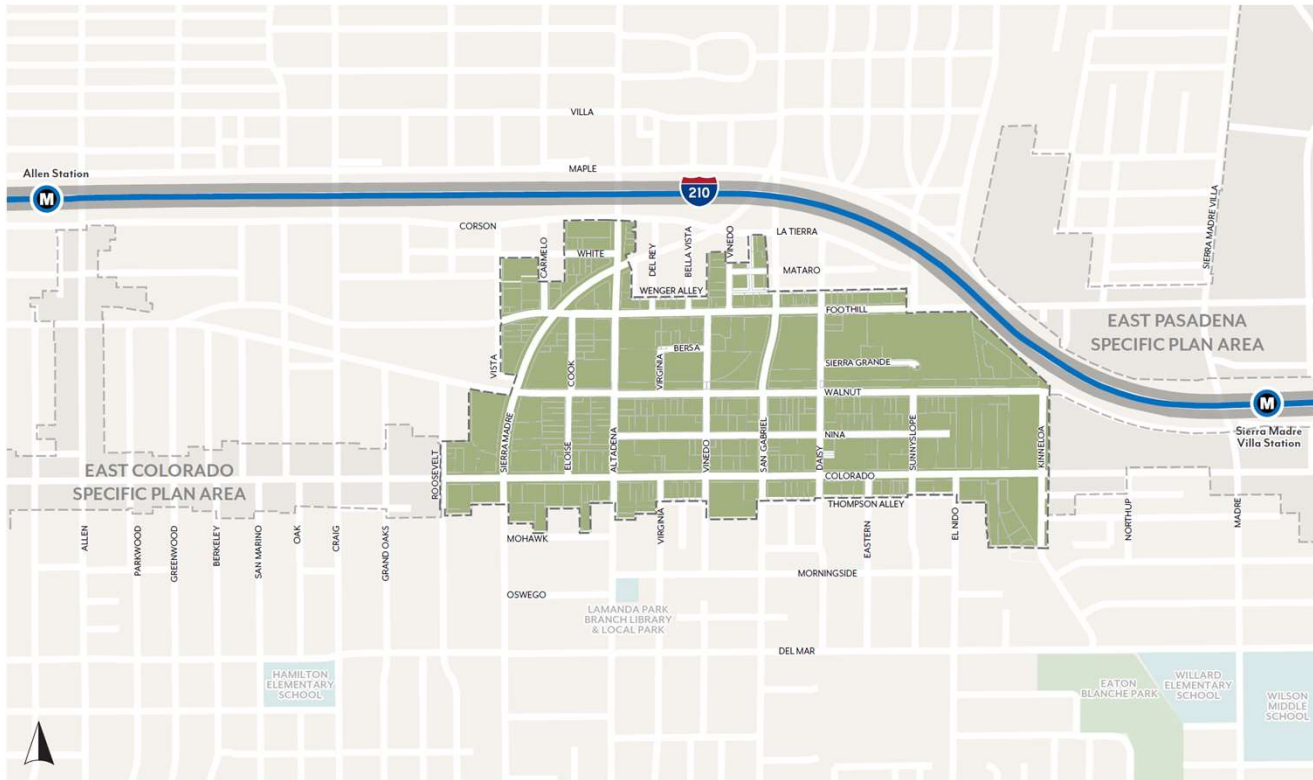 VILLA
Allen Station
M
MAPLE
210
SIERRA MADRE VILLA
CORSON
CARMELO
WHITE
DEL REY
BELLA VISTA
VINEDO
LA TIERRA
MATARO
WENGER ALLEY
FOOTHILL
EAST PASADENA
SPECIFIC PLAN AREA
VISTA
COOK
VIRGINIA
BERSA
SIERRA GRANDE
WALNUT
M
Sierra Madre
Villa Station
ROOSEVELT
SIERRA MADRE
ELOISE
ALTADENA
VINEDO
SAN GABRIEL
DAISY
NINA
SUNNYSLOPE
KINNELOA
EAST COLORADO
SPECIFIC PLAN AREA
COLORADO
THOMPSON ALLEY
ALLEN
PARKWOOD
GREENWOOD
BERKELEY
SAN MARINO
OAK
CRAIG
GRAND OAKS
MOHAWK
VIRGINIA
EASTERN
EL NIDO
NORTHUP
MADRE
MORNINGSIDE
OSWEGO
LAMANDA PARK
BRANCH LIBRARY
& LOCAL PARK
DEL MAR
HAMILTON
ELEMENTARY
SCHOOL
EATON
BLANCHE PARK
WILLARD
ELEMENTARY
SCHOOL
WILSON
MIDDLE
SCHOOL